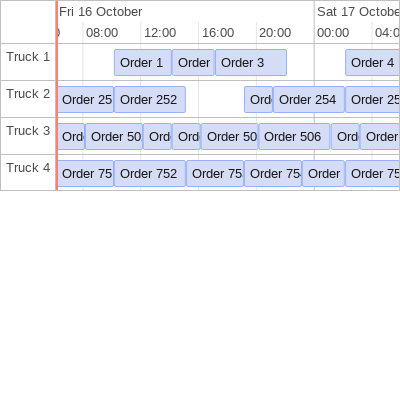 Fri 16 October Sat 17 Octobe
08:00 12:00 16:00 20:00 00:00 04:0
Truck 1 Order 1 Order Order 3 Order 4
Truck 2 Order 25 Order 252 Ord Order 254 Order 25
Truck 3 Ord Order 50 Ord Ord Order 50 Order 506 Ord Order
Truck 4 Order 75 Order 752 Order 75 Order 75 Order Order 75